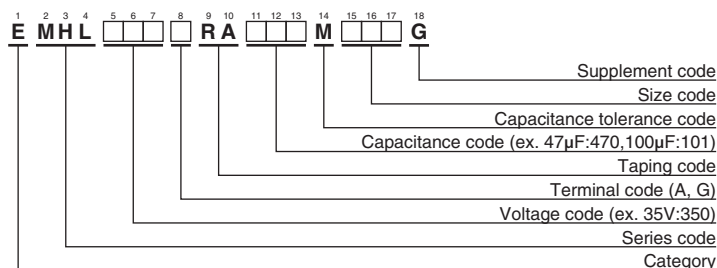 1 2 3 4 5 6 7 8 9 10 11 12 13 14 15 16 17 18
E M H L R A M G
Supplement code
Size code
Capacitance tolerance code
Capacitance code (ex. 47μF:470,100μF:101)
Taping code
Terminal code (A, G)
Voltage code (ex. 35V:350)
Series code
Category